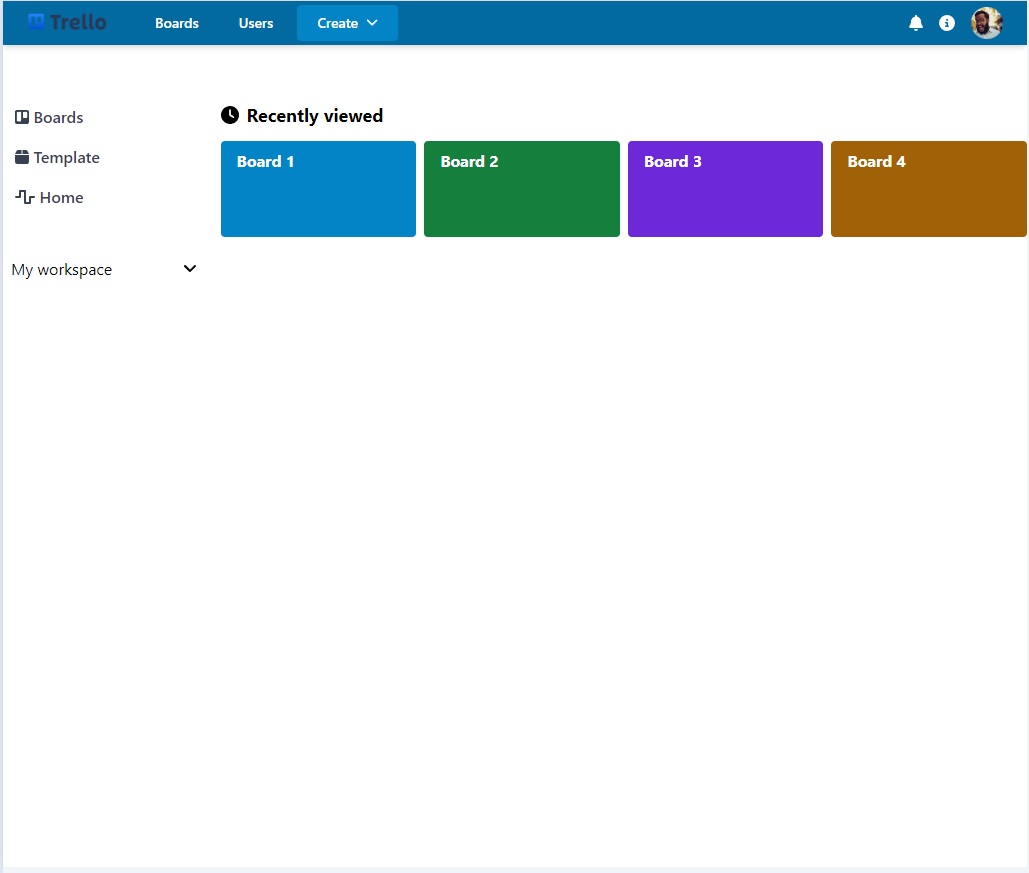 Trello Boards Users Create
Boards
Template
Home
My workspace
Recently viewed
Board 1 Board 2 Board 3 Board 4